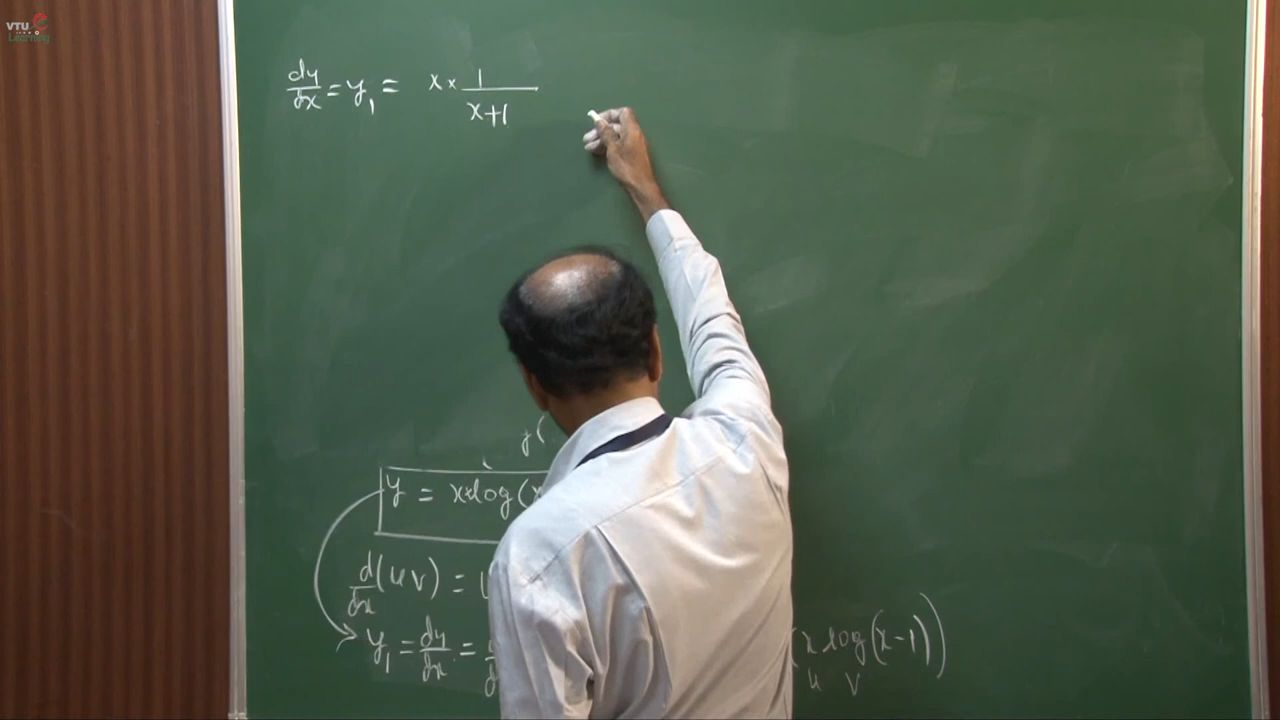 VTU e
Learning
dy/dx = y₁ = x × 1/(x+1)
y = x×log(x
d/dx (uv) = u
y₁ = dy/dx = (x log(x-1))
u v